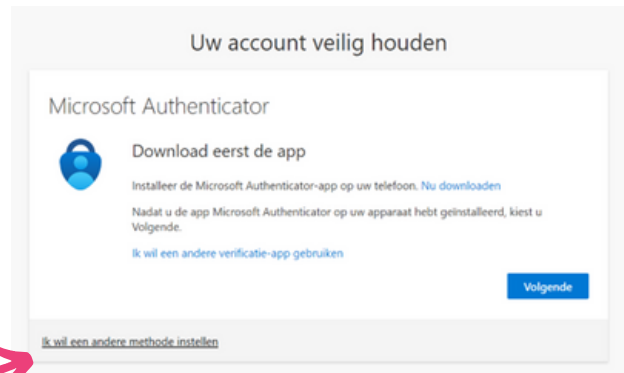 Uw account veilig houden
Microsoft Authenticator
Download eerst de app
Installeer de Microsoft Authenticator-app op uw telefoon. Nu downloaden
Nadat u de app Microsoft Authenticator op uw apparaat hebt geïnstalleerd, kiest u
Volgende.
Ik wil een andere verificatie-app gebruiken
Volgende
Ik wil een andere methode instellen